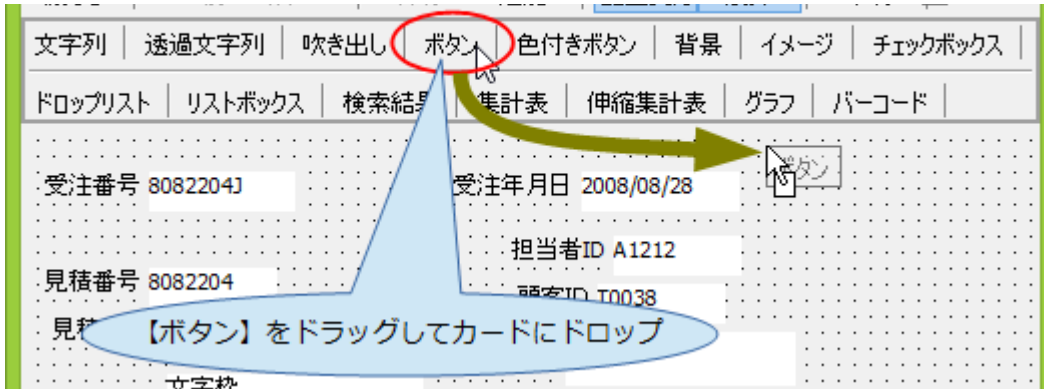 文字列 透過文字列 吹き出し ボタン 色付きボタン 背景 イメージ チェックボックス
ドロップリスト リストボックス 検索結 集計表 伸縮集計表 グラフ バーコード
ボタン
受注番号 8082204J 受注年月日 2008/08/28
担当者ID A1212
見積番号 8082204
顧客ID T0038
見積
【ボタン】をドラッグしてカードにドロップ
文字枠